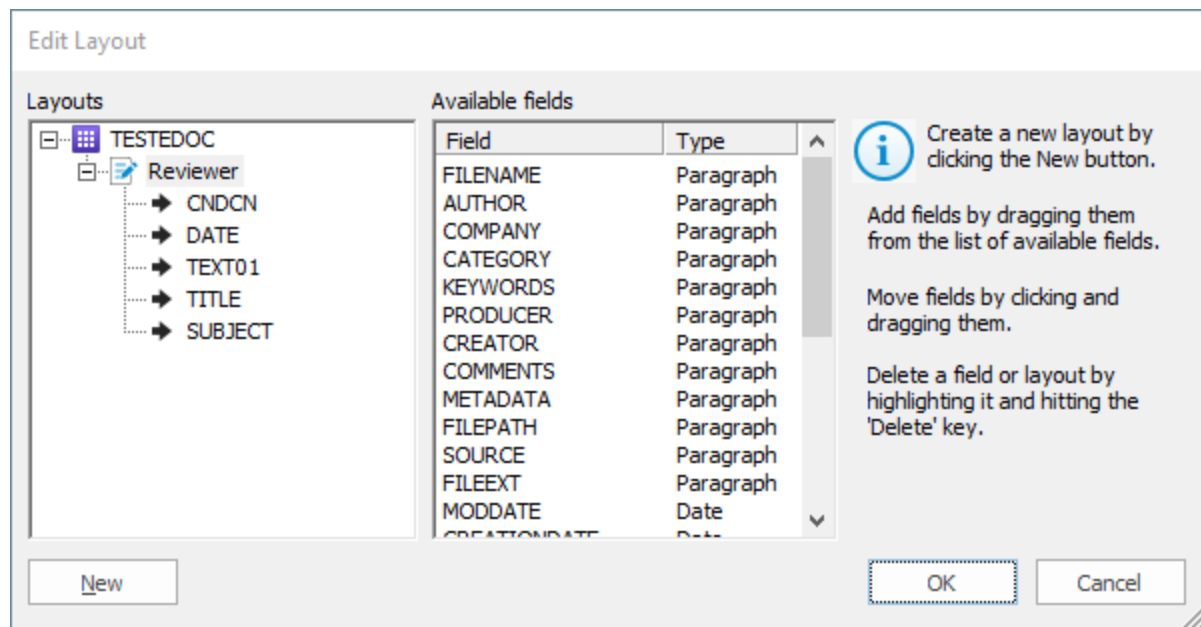 Edit Layout
Layouts
TESTEDOC
Reviewer
CNDCN
DATE
TEXT01
TITLE
SUBJECT
New
Available fields
Field Type
FILENAME Paragraph
AUTHOR Paragraph
COMPANY Paragraph
CATEGORY Paragraph
KEYWORDS Paragraph
PRODUCER Paragraph
CREATOR Paragraph
COMMENTS Paragraph
METADATA Paragraph
FILEPATH Paragraph
SOURCE Paragraph
FILEEXT Paragraph
MODDATE Date
CREATIONDATE Date
Create a new layout by
clicking the New button.
Add fields by dragging them
from the list of available fields.
Move fields by clicking and
dragging them.
Delete a field or layout by
highlighting it and hitting the
'Delete' key.
OK Cancel